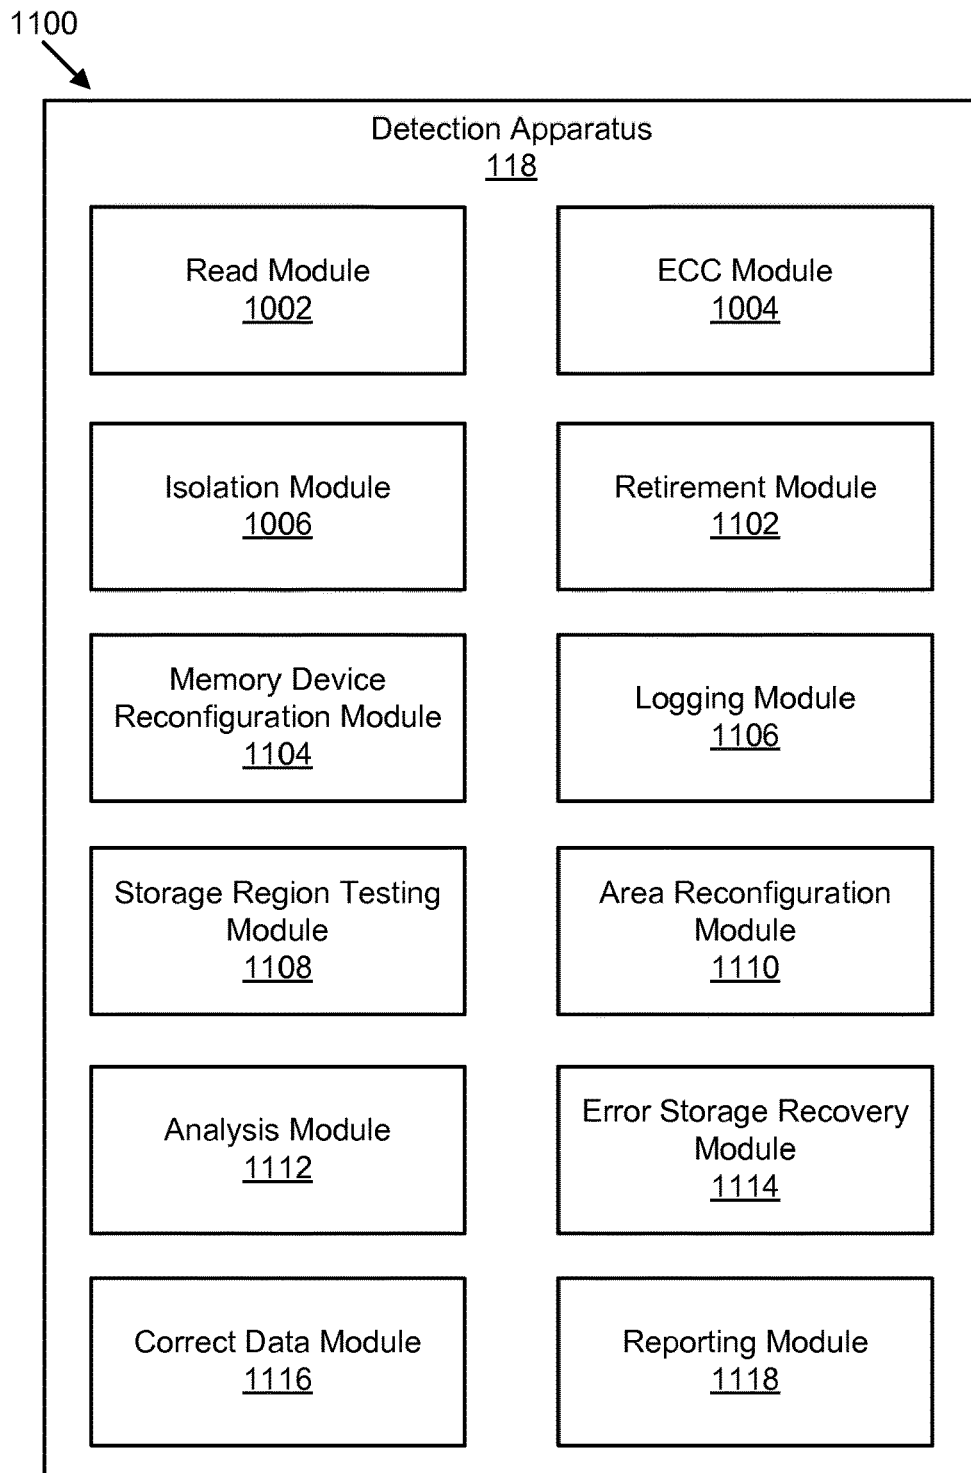 1100
Detection Apparatus
118
Read Module
1002
ECC Module
1004
Isolation Module
1006
Retirement Module
1102
Memory Device
Reconfiguration Module
1104
Logging Module
1106
Storage Region Testing
Module
1108
Area Reconfiguration
Module
1110
Analysis Module
1112
Error Storage Recovery
Module
1114
Correct Data Module
1116
Reporting Module
1118